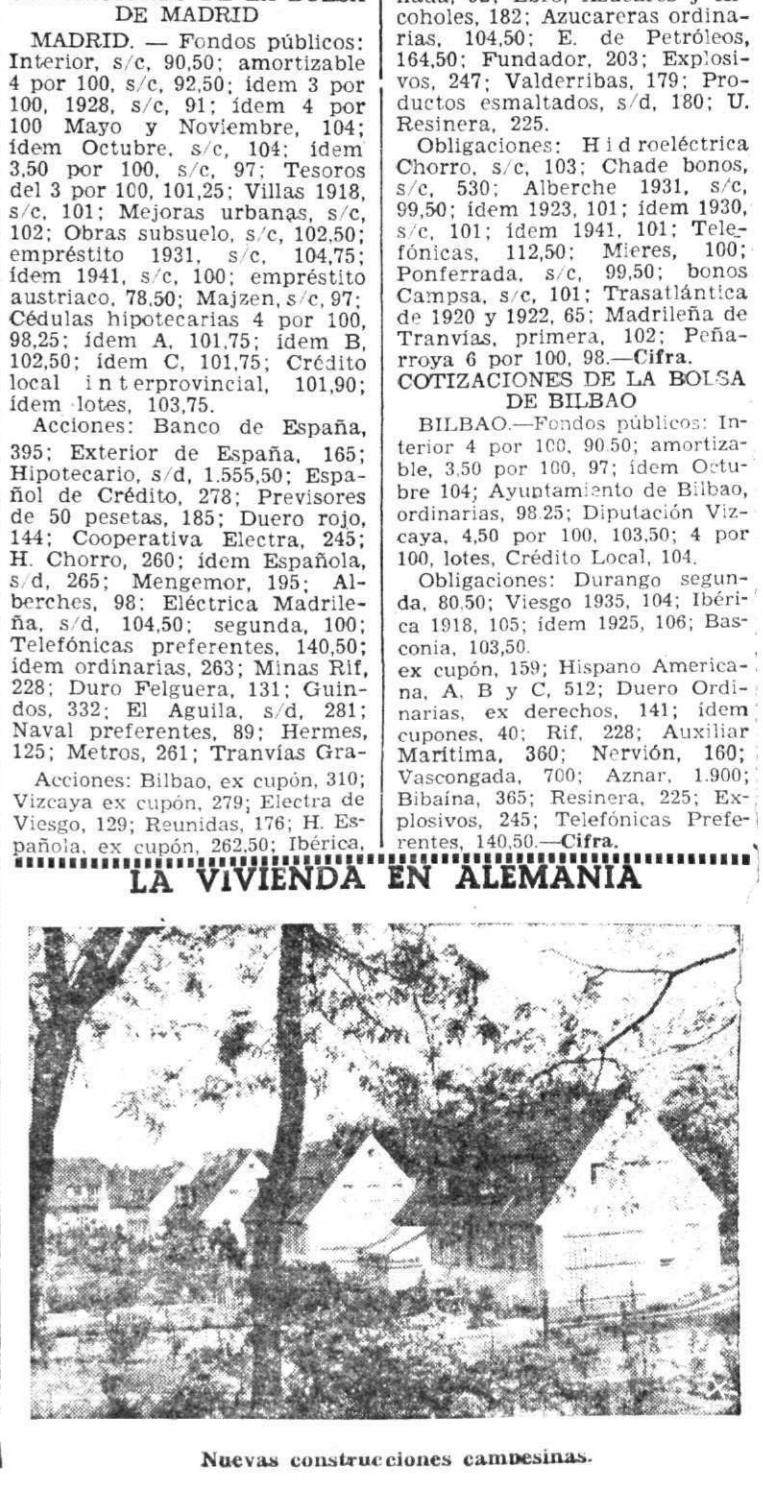 DE MADRID
MADRID. — Fondos públicos:
Interior, s/c, 90,50; amortizable
4 por 100, s/c, 92,50; ídem 3 por
100, 1928, s/c, 91; ídem 4 por
100 Mayo y Noviembre, 104;
ídem Octubre, s/c, 104; ídem
3,50 por 100, s/c, 97; Tesoros
del 3 por 100, 101,25; Villas 1918,
s/c, 101; Mejoras urbanas, s/c,
102; Obras subsuelo, s/c, 102,50;
empréstito 1931, s/c, 104,75;
ídem 1941, s/c, 100; empréstito
austriaco, 78,50; Majzen, s/c, 97;
Cédulas hipotecarias 4 por 100,
98,25; ídem A, 101,75; ídem B,
102,50; ídem C, 101,75; Crédito
local interprovincial, 101,90;
ídem lotes, 103,75.
Acciones: Banco de España,
395; Exterior de España, 165;
Hipotecario, s/d, 1.555,50; Espa-
ñol de Crédito, 278; Previsores
de 50 pesetas, 185; Duero rojo,
144; Cooperativa Electra, 245;
H. Chorro, 260; ídem Española,
s/d, 265; Mengemor, 195; Al-
berches, 98; Eléctrica Madrile-
ña, s/d, 104,50; segunda, 100;
Telefónicas preferentes, 140,50;
ídem ordinarias, 263; Minas Rif,
228; Duro Felguera, 131; Guin-
dos, 332; El Aguila, s/d, 281;
Naval preferentes, 89; Hermes,
125; Metros, 261; Tranvías Gra-
Acciones: Bilbao, ex cupón, 310;
Vizcaya ex cupón, 279; Electra de
Viesgo, 129; Reunidas, 176; H. Es-
pañola, ex cupón, 262,50; Ibérica,
coholes, 182; Azucareras ordina-
rias, 104,50; E. de Petróleos,
164,50; Fundador, 203; Explosi-
vos, 247; Valderribas, 179; Pro-
ductos esmaltados, s/d, 180; U.
Resinera, 225.
Obligaciones: Hidroeléctrica
Chorro, s/c, 103; Chade bonos,
s/c, 530; Alberche 1931, s/c,
99,50; ídem 1923, 101; ídem 1930,
s/c, 101; ídem 1941, 101; Tele-
fónicas, 112,50; Mieres, 100;
Ponferrada, s/c, 99,50; bonos
Campsa, s/c, 101; Trasatlántica
de 1920 y 1922, 65; Madrileña de
Tranvías, primera, 102; Peña-
rroya 6 por 100, 98.—Cifra.
COTIZACIONES DE LA BOLSA
DE BILBAO
BILBAO.—Fondos públicos: In-
terior 4 por 100, 90.50; amortiza-
ble, 3,50 por 100, 97; ídem Octu-
bre 104; Ayuntamiento de Bilbao,
ordinarias, 98.25; Diputación Viz-
caya, 4,50 por 100, 103,50; 4 por
100, lotes, Crédito Local, 104.
Obligaciones: Durango segun-
da, 80,50; Viesgo 1935, 104; Ibéri-
ca 1918, 105; ídem 1925, 106; Bas-
conia, 103,50.
ex cupón, 159; Hispano America-
na, A, B y C, 512; Duero Ordi-
narias, ex derechos, 141; ídem
cupones, 40; Rif, 228; Auxiliar
Marítima, 360; Nervión, 160;
Vascongada, 700; Aznar, 1.900;
Bibaína, 365; Resinera, 225; Ex-
plosivos, 245; Telefónicas Prefe-
rentes, 140,50.—Cifra.
LA VIVIENDA EN ALEMANIA
Nuevas construcciones campesinas.